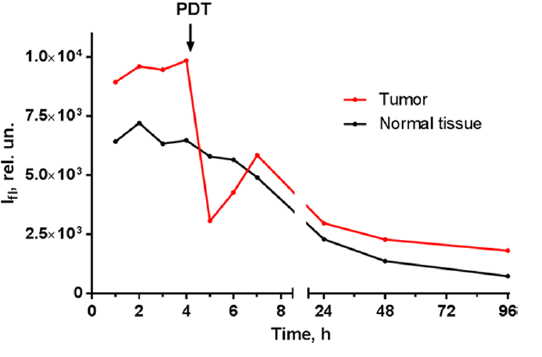 PDT
1.0×10⁴
7.5×10³
5.0×10³
2.5×10³
0
Ifl, rel. un.
Tumor
Normal tissue
0 2 4 6 8 24 48 72 96
Time, h